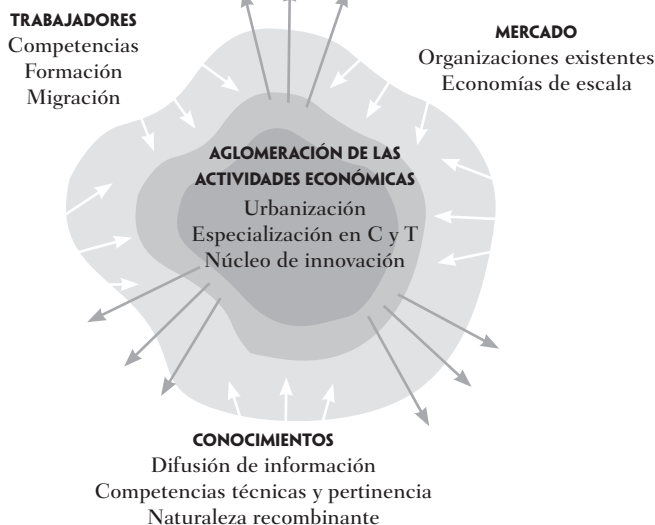 TRABAJADORES
Competencias
Formación
Migración
MERCADO
Organizaciones existentes
Economías de escala
AGLOMERACIÓN DE LAS
ACTIVIDADES ECONÓMICAS
Urbanización
Especialización en C y T
Núcleo de innovación
CONOCIMIENTOS
Difusión de información
Competencias técnicas y pertinencia
Naturaleza recombinante